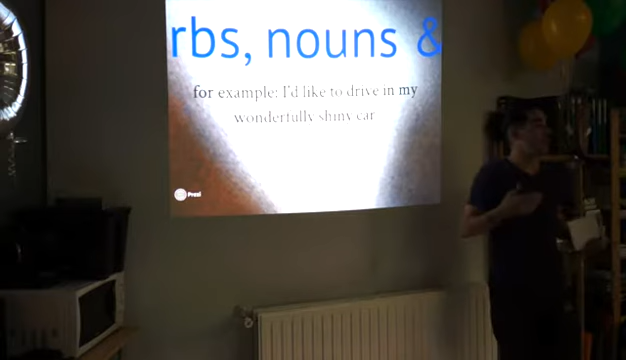 rbs, nouns &
for example: I'd like to drive in my
wonderfully shiny car
Prezi